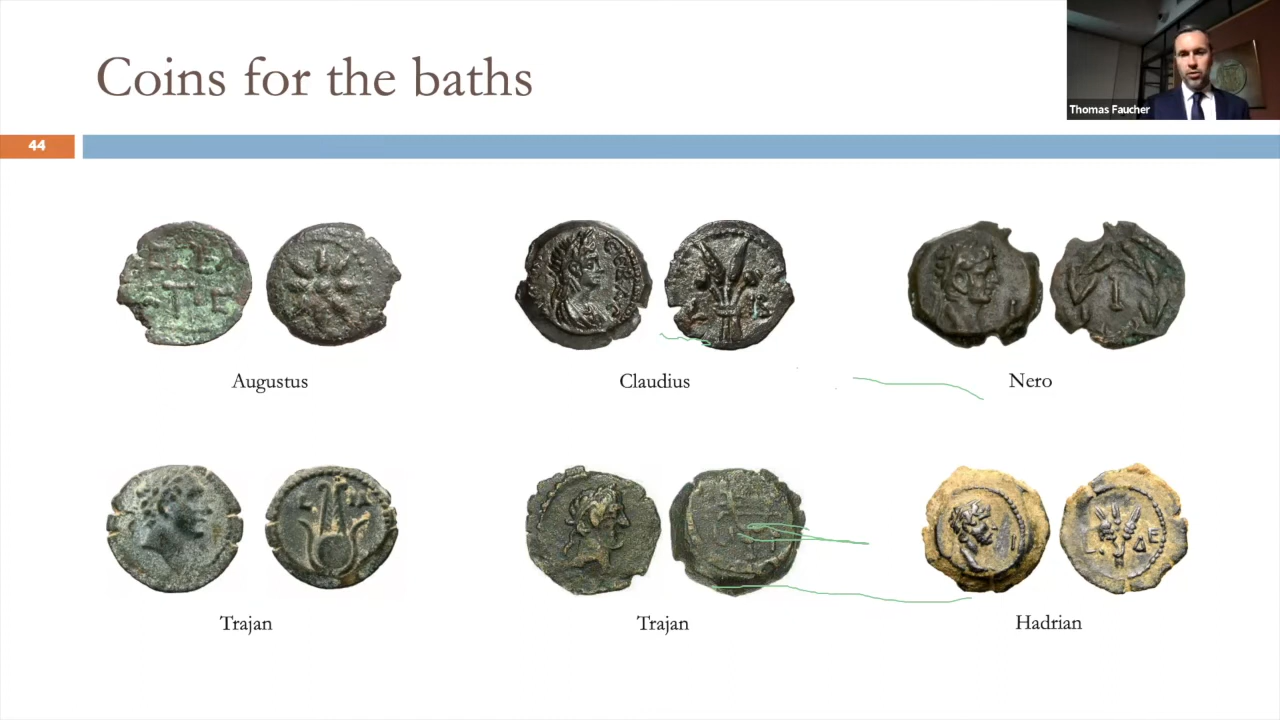 Coins for the baths
Thomas Faucher
44
Augustus
Claudius
Nero
Trajan
Trajan
Hadrian